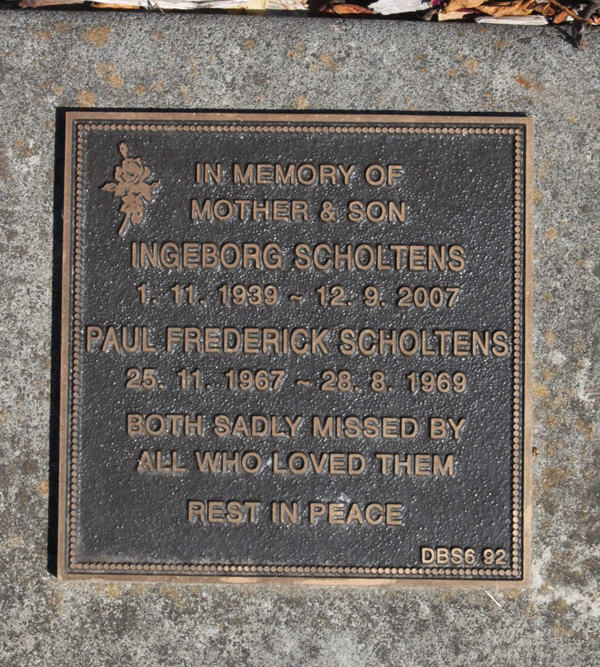 IN MEMORY OF
MOTHER & SON
INGEBORG SCHOLTENS
1. 11. 1939 ~ 12. 9. 2007
PAUL FREDERICK SCHOLTENS
25. 11. 1967 ~ 28. 8. 1969
BOTH SADLY MISSED BY
ALL WHO LOVED THEM
REST IN PEACE
DBS6 92